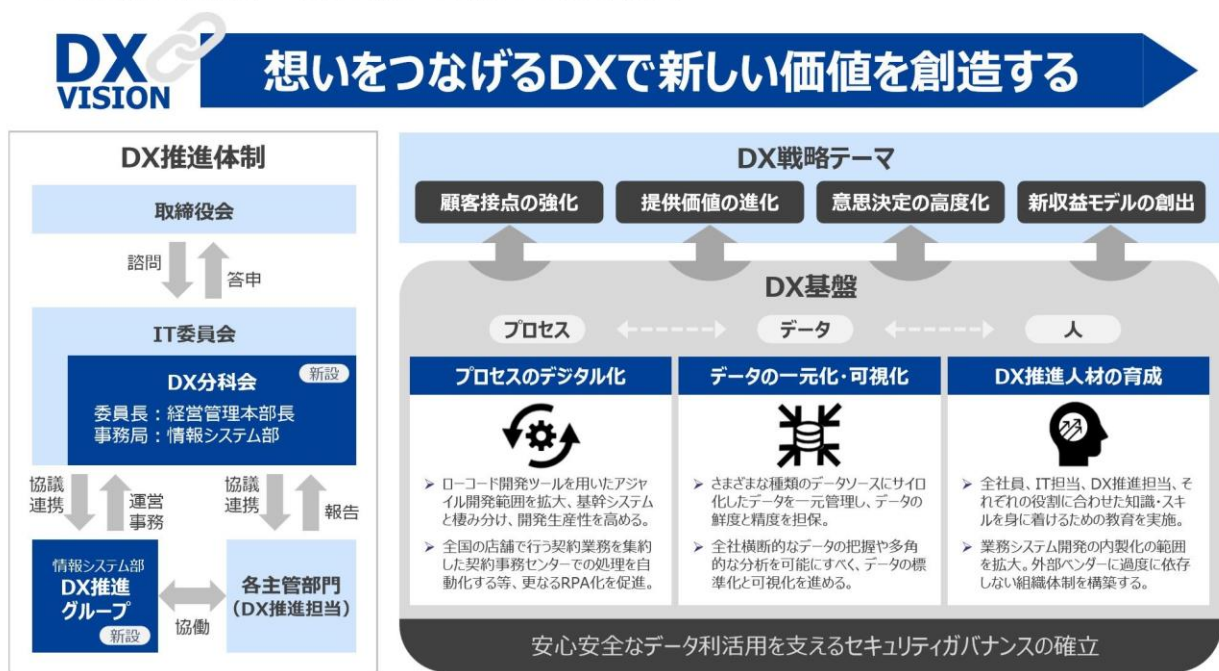 DX
VISION
想いをつなげるDXで新しい価値を創造する
DX推進体制
取締役会
諮問
答申
IT委員会
DX分科会
新設
委員長：経営管理本部長
事務局：情報システム部
協議
連携
運営
事務
協議
連携
報告
情報システム部
DX推進
グループ
新設
協働
各主管部門
（DX推進担当）
DX戦略テーマ
顧客接点の強化
提供価値の進化
意思決定の高度化
新収益モデルの創出
DX基盤
プロセス
データ
人
プロセスのデジタル化
➢ ローコード開発ツールを用いたアジャ
イル開発範囲を拡大、基幹システム
と棲み分け、開発生産性を高める。
➢ 全国の店舗で行う契約業務を集約
した契約事務センターでの処理を自
動化する等、更なるRPA化を促進。
データの一元化・可視化
➢ さまざまな種類のデータソースにサイロ
化したデータを一元管理し、データの
鮮度と精度を担保。
➢ 全社横断的なデータの把握や多角
的な分析を可能にすべく、データの標
準化と可視化を進める。
DX推進人材の育成
➢ 全社員、IT担当、DX推進担当、そ
れぞれの役割に合わせた知識・スキ
ルを身に着けるための教育を実施。
➢ 業務システム開発の内製化の範囲
を拡大。外部ベンダーに過度に依存
しない組織体制を構築する。
安心安全なデータ利活用を支えるセキュリティガバナンスの確立